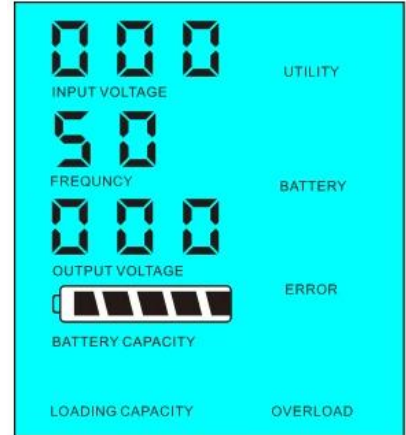 000
UTILITY
INPUT VOLTAGE
50
FREQUNCY
BATTERY
000
OUTPUT VOLTAGE
ERROR
BATTERY CAPACITY
LOADING CAPACITY OVERLOAD